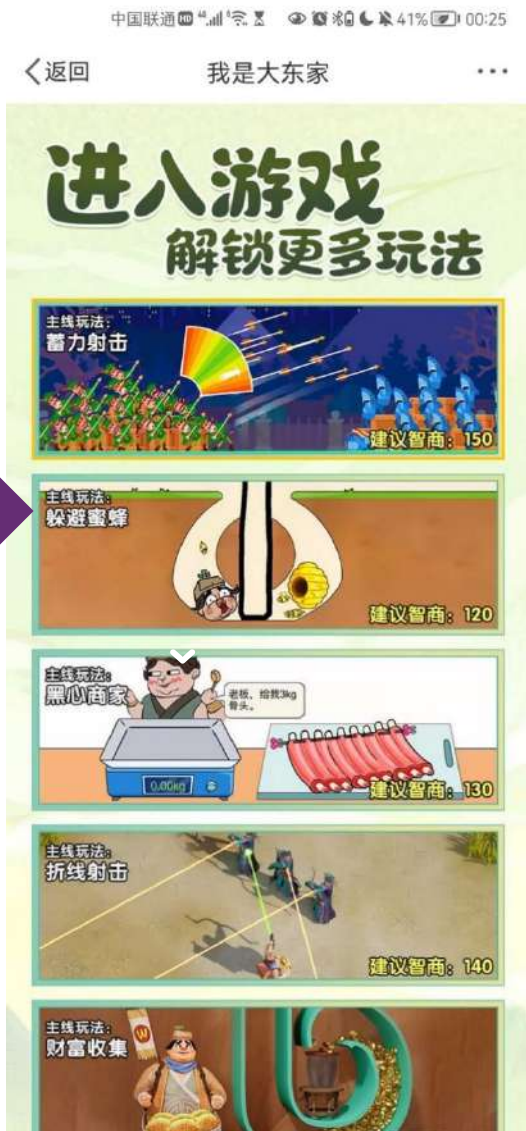 中国联通 HD 41% 00:25
返回
我是大东家
进入游戏
解锁更多玩法
主线玩法:
蓄力射击
建议智商:150
主线玩法:
躲避蜜蜂
建议智商:120
主线玩法:
黑心商家
老板,给我3kg
骨头。
0.00kg
建议智商:130
主线玩法:
折线射击
建议智商:140
主线玩法:
财富收集